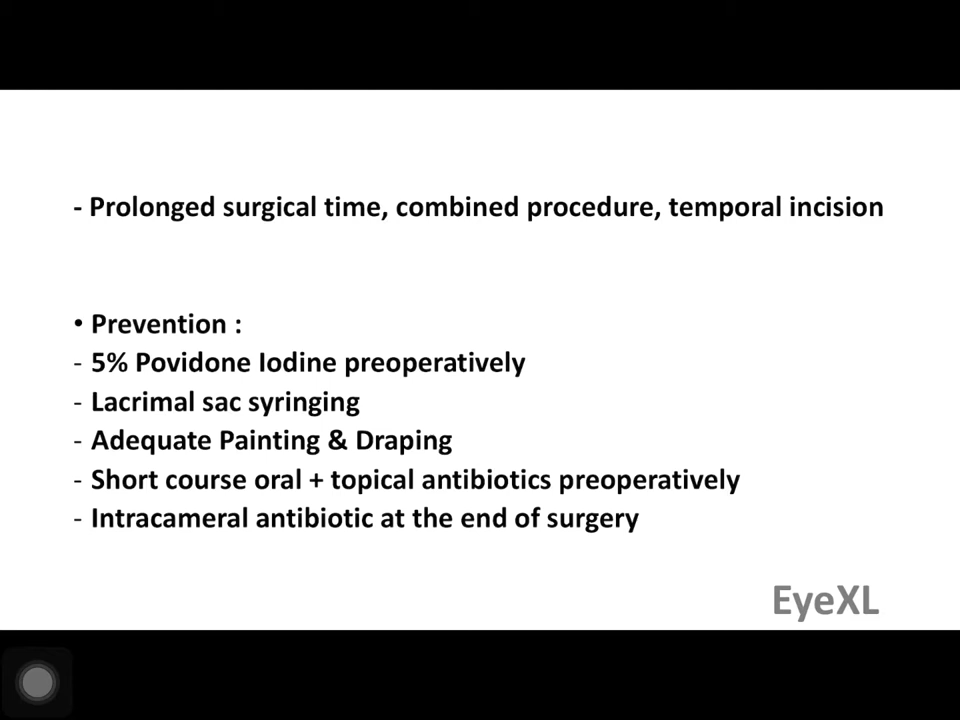 - Prolonged surgical time, combined procedure, temporal incision
• Prevention :
- 5% Povidone Iodine preoperatively
- Lacrimal sac syringing
- Adequate Painting & Draping
- Short course oral + topical antibiotics preoperatively
- Intracameral antibiotic at the end of surgery
EyeXL